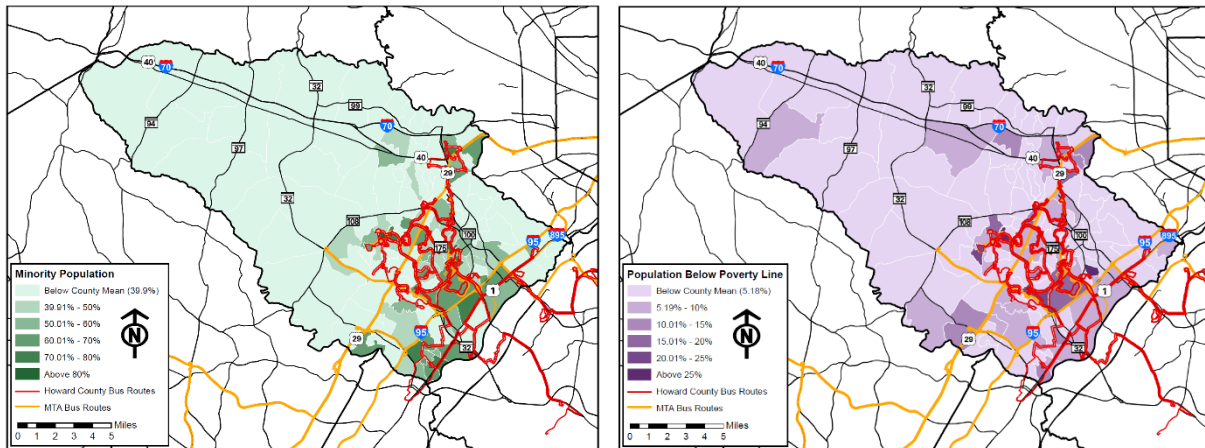 40
70
32
99
94
70
97
40
29
32
108
100
175
95
895
1
95
29
32
Minority Population
Below County Mean (39.9%)
39.91% - 50%
50.01% - 60%
60.01% - 70%
70.01% - 80%
Above 80%
Howard County Bus Routes
MTA Bus Routes
0 1 2 3 4 5 Miles
N
40
70
32
99
94
70
97
40
29
32
108
100
175
95
895
1
95
29
32
Population Below Poverty Line
Below County Mean (5.18%)
5.19% - 10%
10.01% - 15%
15.01% - 20%
20.01% - 25%
Above 25%
Howard County Bus Routes
MTA Bus Routes
0 1 2 3 4 5 Miles
N